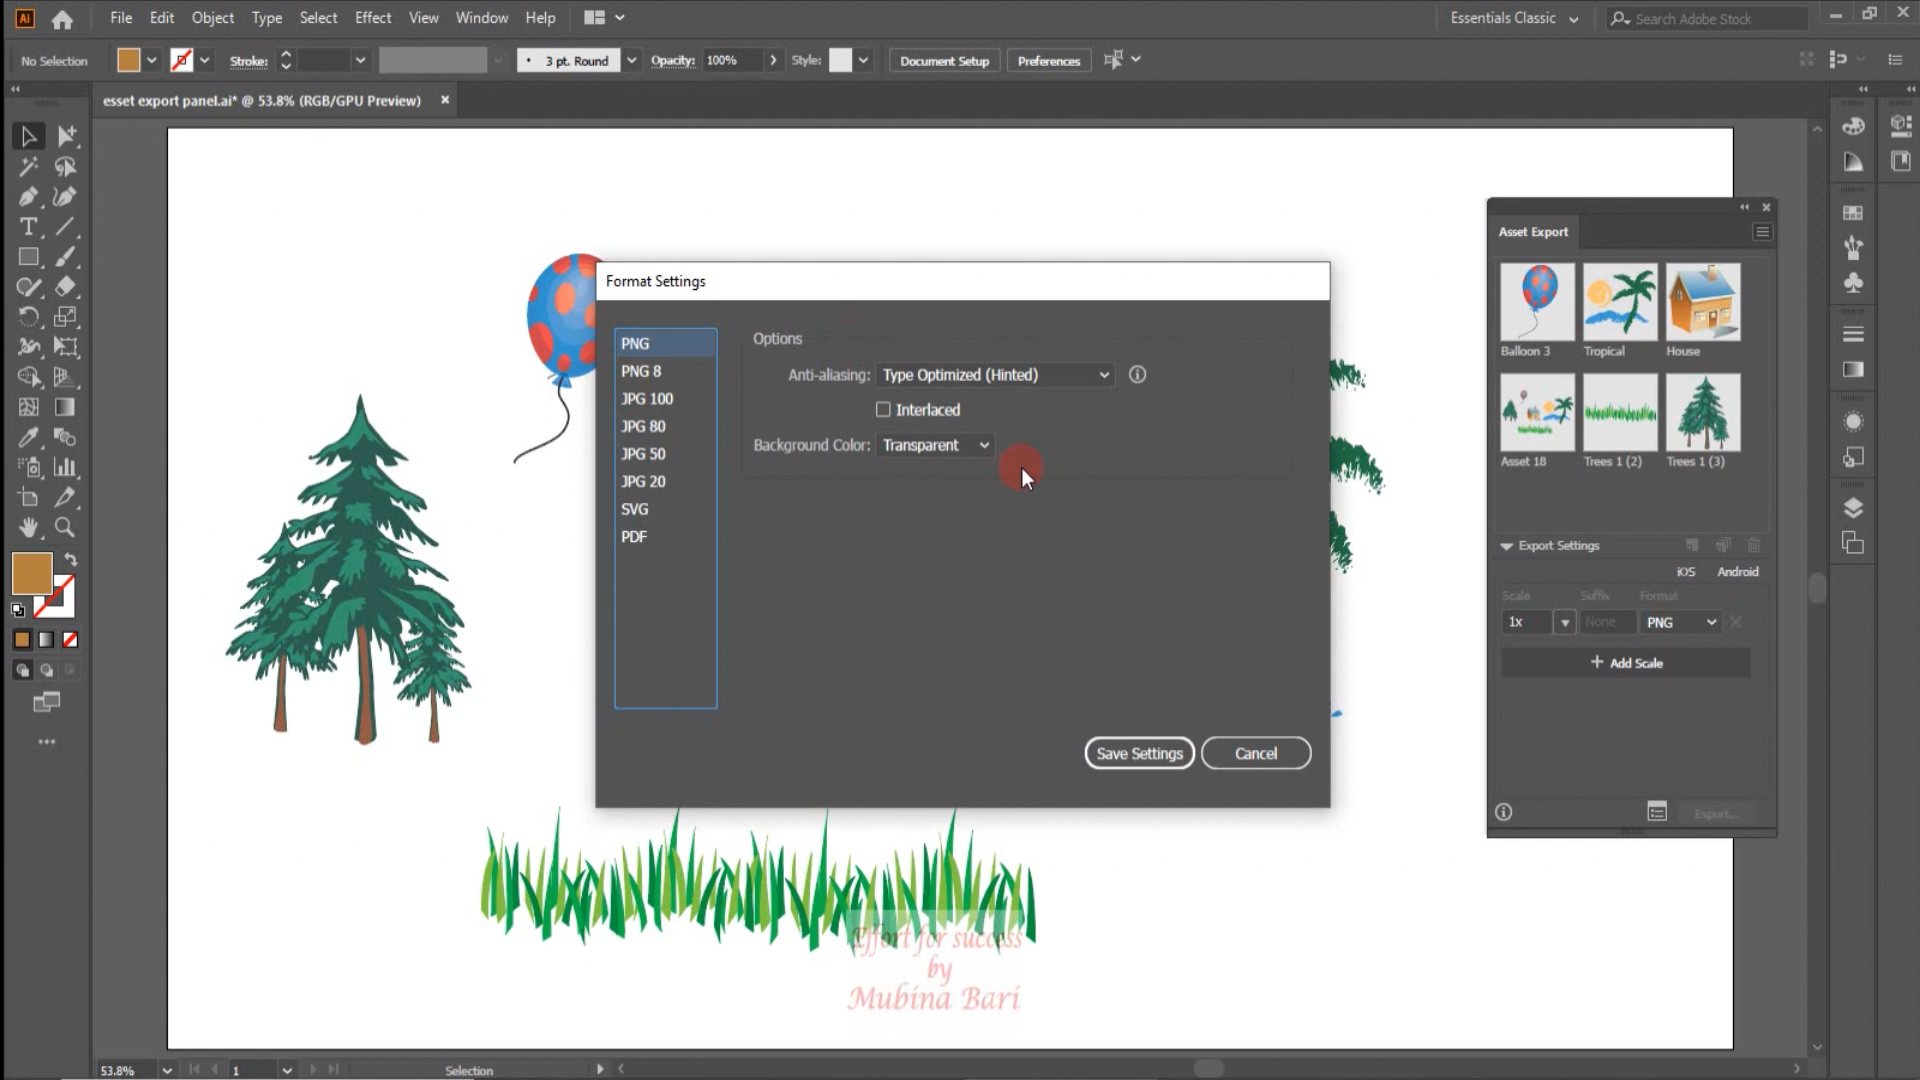 Ai File Edit Object Type Select Effect View Window Help Essentials Classic Search Adobe Stock
No Selection Stroke: 3 pt. Round Opacity: 100% Style: Document Setup Preferences
esset export panel.ai* @ 53.8% (RGB/GPU Preview)
Asset Export
Balloon 3 Tropical House
Asset 18 Trees 1 (2) Trees 1 (3)
Export Settings
iOS Android
Scale Suffix Format
1x None PNG
+ Add Scale
Export...
Format Settings
PNG
PNG 8
JPG 100
JPG 80
JPG 50
JPG 20
SVG
PDF
Options
Anti-aliasing: Type Optimized (Hinted)
Interlaced
Background Color: Transparent
Save Settings Cancel
Effort for success
by
Mubina Bari
53.8% 1 Selection